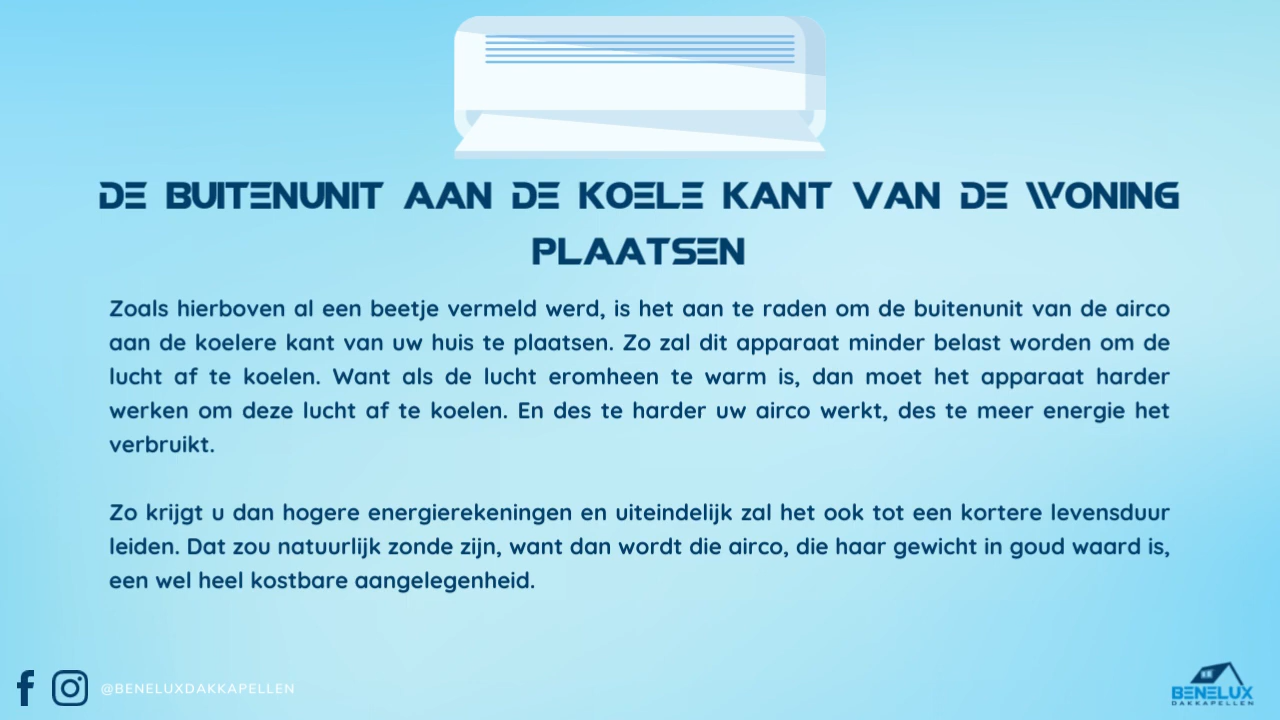 DE BUITENUNIT AAN DE KOELE KANT VAN DE WONING
PLAATSEN
Zoals hierboven al een beetje vermeld werd, is het aan te raden om de buitenunit van de airco
aan de koelere kant van uw huis te plaatsen. Zo zal dit apparaat minder belast worden om de
lucht af te koelen. Want als de lucht eromheen te warm is, dan moet het apparaat harder
werken om deze lucht af te koelen. En des te harder uw airco werkt, des te meer energie het
verbruikt.
Zo krijgt u dan hogere energierekeningen en uiteindelijk zal het ook tot een kortere levensduur
leiden. Dat zou natuurlijk zonde zijn, want dan wordt die airco, die haar gewicht in goud waard is,
een wel heel kostbare aangelegenheid.
@BENELUXDAKKAPELLEN
BENELUX
DAKKAPELLEN